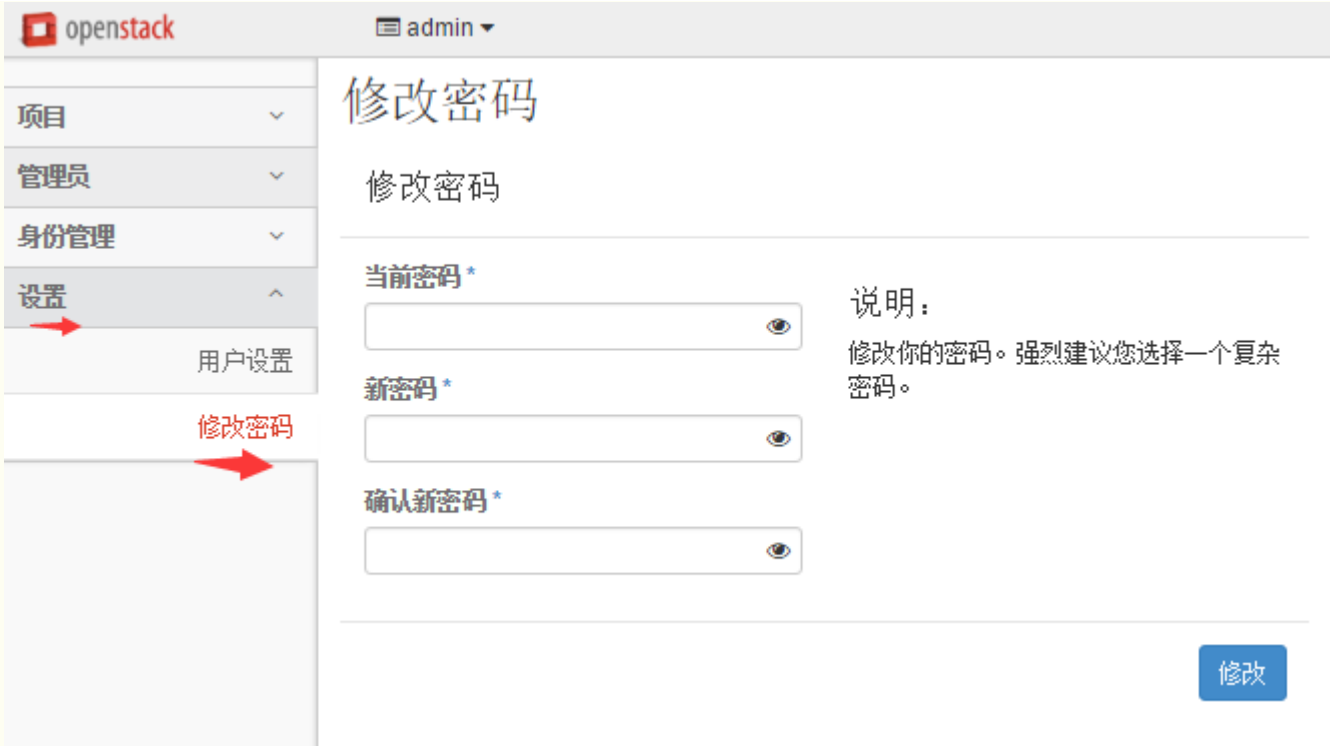 openstack
admin
项目
管理员
身份管理
设置
用户设置
修改密码
修改密码
修改密码
当前密码*
新密码*
确认新密码*
说明：
修改你的密码。强烈建议您选择一个复杂
密码。
修改